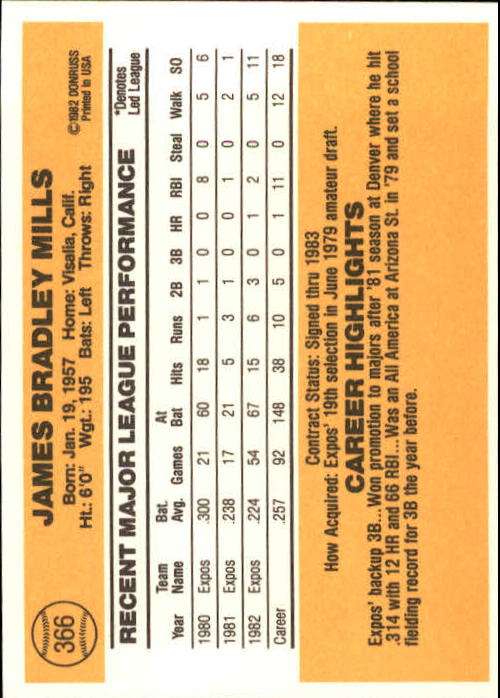 366
JAMES BRADLEY MILLS
Born: Jan. 19, 1957 Home: Visalia, Calif.
Ht.: 6'0" Wgt.: 195 Bats: Left Throws: Right
©1982 DONRUSS
Printed in USA
RECENT MAJOR LEAGUE PERFORMANCE
*Denotes
Led League
Team Bat. At
Year Name Avg. Games Bat Hits Runs 2B 3B HR RBI Steal Walk SO
1980 Expos .300 21 60 18 1 1 0 0 8 0 5 6
1981 Expos .238 17 21 5 3 1 0 0 1 0 2 1
1982 Expos .224 54 67 15 6 3 0 1 2 0 5 11
Career .257 92 148 38 10 5 0 1 11 0 12 18
Contract Status: Signed thru 1983
How Acquired: Expos' 19th selection in June 1979 amateur draft.
CAREER HIGHLIGHTS
Expos' backup 3B...Won promotion to majors after '81 season at Denver where he hit
.314 with 12 HR and 66 RBI...Was an All America at Arizona St. in '79 and set a school
fielding record for 3B the year before.